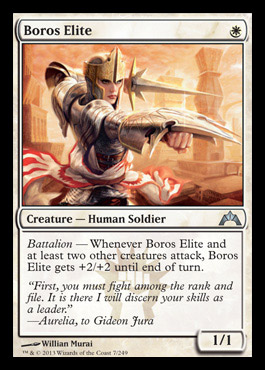 Boros Elite
Creature — Human Soldier
Battalion — Whenever Boros Elite and
at least two other creatures attack, Boros
Elite gets +2/+2 until end of turn.
“First, you must fight among the rank and
file. It is there I will discern your skills as
a leader.”
—Aurelia, to Gideon Jura
1/1
Willian Murai
™ & © 2013 Wizards of the Coast 7/249